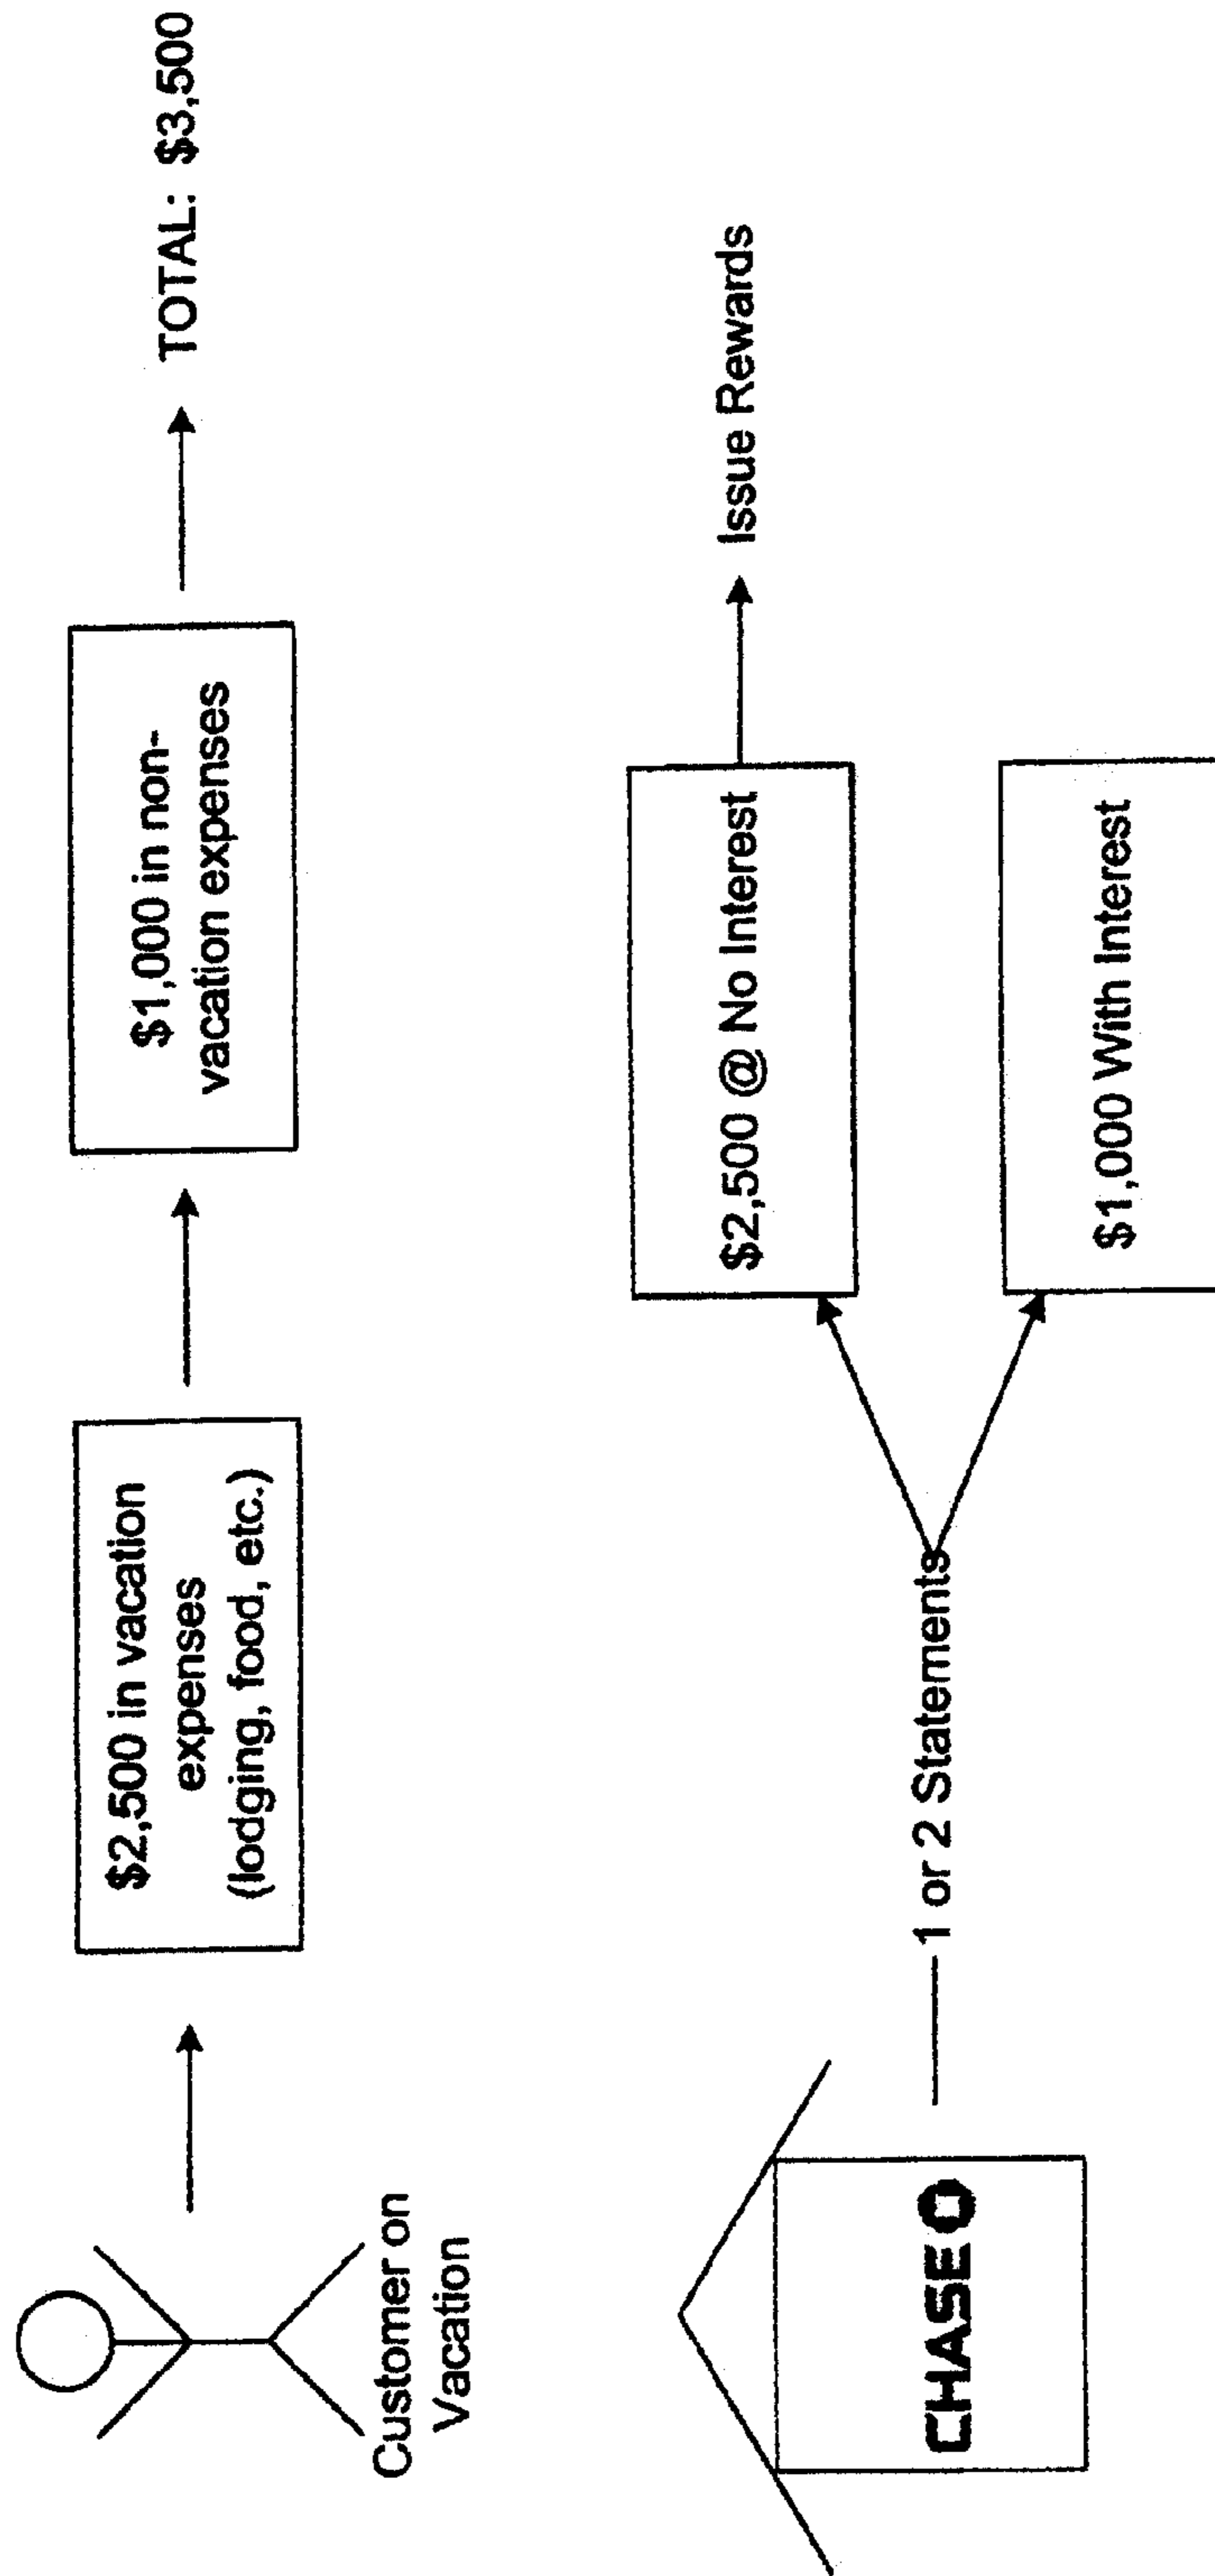 Customer on
Vacation
$2,500 in vacation
expenses
(lodging, food, etc.)
$1,000 in non-
vacation expenses
TOTAL: $3,500
CHASE
1 or 2 Statements
$2,500 @ No Interest
Issue Rewards
$1,000 With Interest